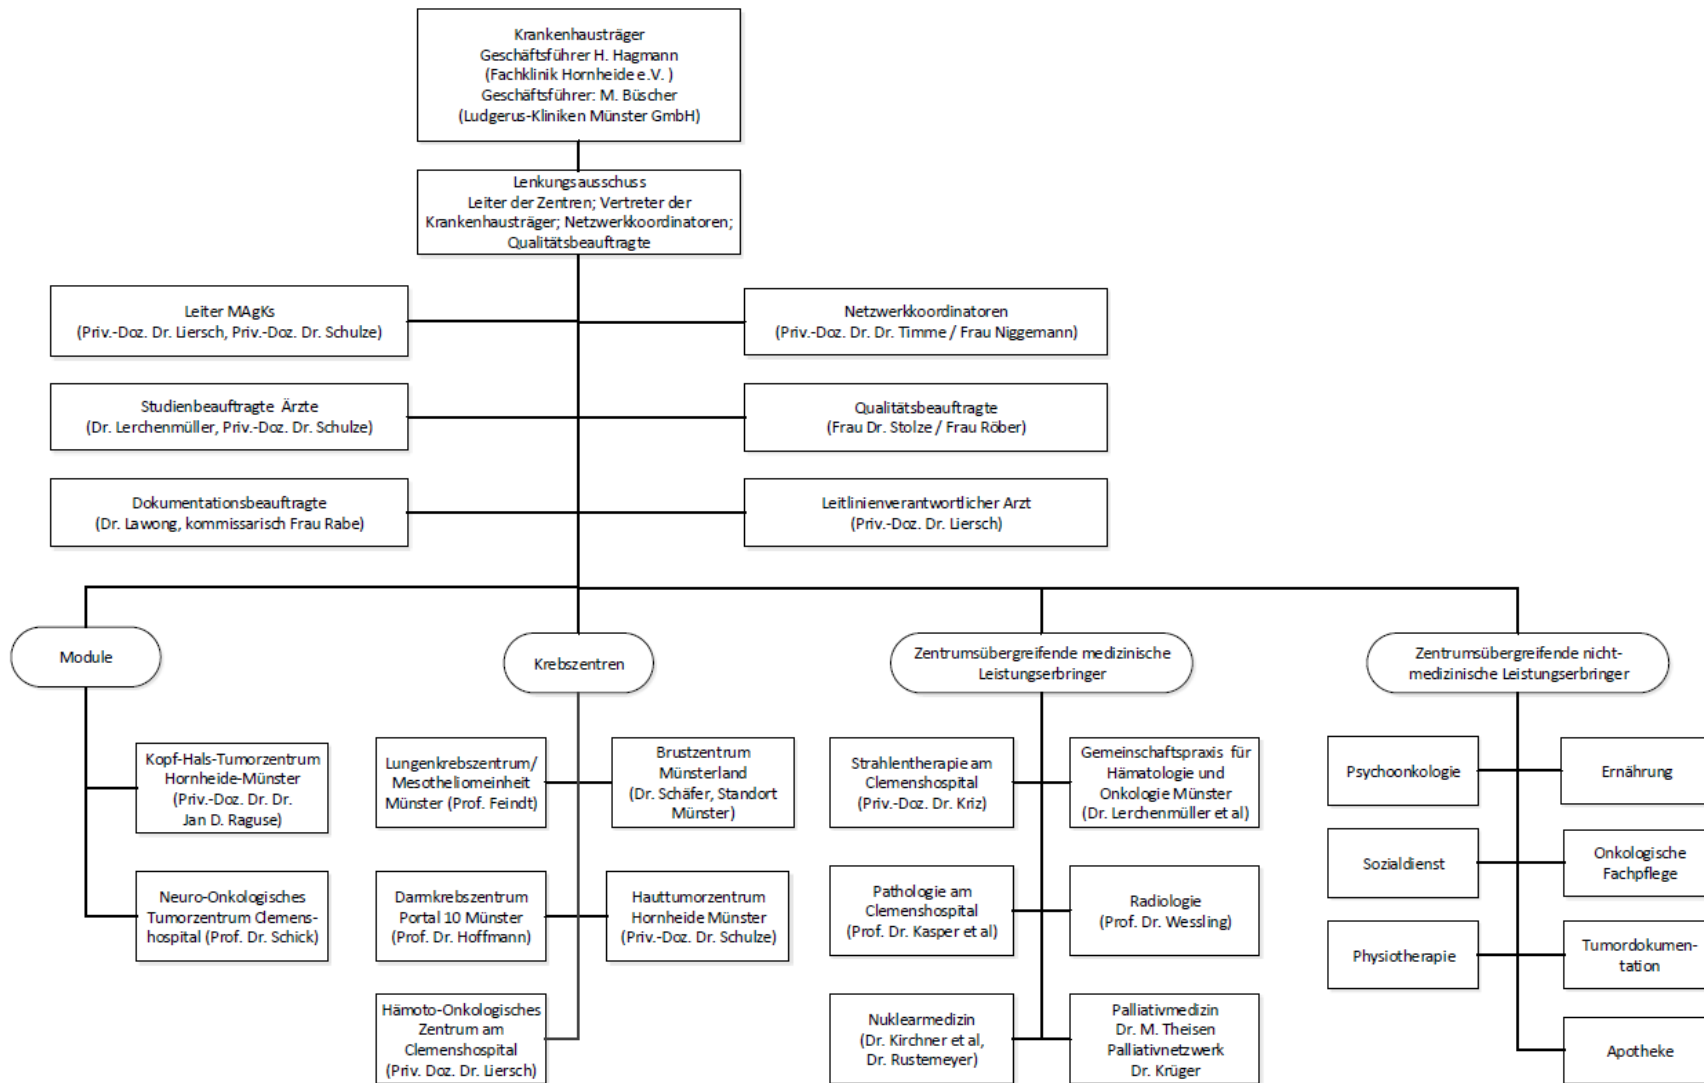 Krankenhausträger
Geschäftsführer H. Hagmann
(Fachklinik Hornheide e.V. )
Geschäftsführer: M. Büscher
(Ludgerus-Kliniken Münster GmbH)
Lenkungsausschuss
Leiter der Zentren; Vertreter der
Krankenhausträger; Netzwerkkoordinatoren;
Qualitätsbeauftragte
Leiter MAgKs
(Priv.-Doz. Dr. Liersch, Priv.-Doz. Dr. Schulze)
Netzwerkkoordinatoren
(Priv.-Doz. Dr. Dr. Timme / Frau Niggemann)
Studienbeauftragte Ärzte
(Dr. Lerchenmüller, Priv.-Doz. Dr. Schulze)
Qualitätsbeauftragte
(Frau Dr. Stolze / Frau Röber)
Dokumentationsbeauftragte
(Dr. Lawong, kommissarisch Frau Rabe)
Leitlinienverantwortlicher Arzt
(Priv.-Doz. Dr. Liersch)
Module
Krebszentren
Zentrumsübergreifende medizinische
Leistungserbringer
Zentrumsübergreifende nicht-
medizinische Leistungserbringer
Kopf-Hals-Tumorzentrum
Hornheide-Münster
(Priv.-Doz. Dr. Dr.
Jan D. Raguse)
Neuro-Onkologisches
Tumorzentrum Clemens-
hospital (Prof. Dr. Schick)
Lungenkrebszentrum/
Mesotheliomeinheit
Münster (Prof. Feindt)
Brustzentrum
Münsterland
(Dr. Schäfer, Standort
Münster)
Darmkrebszentrum
Portal 10 Münster
(Prof. Dr. Hoffmann)
Hauttumorzentrum
Hornheide Münster
(Priv.-Doz. Dr. Schulze)
Hämoto-Onkologisches
Zentrum am
Clemenshospital
(Priv. Doz. Dr. Liersch)
Strahlentherapie am
Clemenshospital
(Priv.-Doz. Dr. Kriz)
Gemeinschaftspraxis für
Hämatologie und
Onkologie Münster
(Dr. Lerchenmüller et al)
Pathologie am
Clemenshospital
(Prof. Dr. Kasper et al)
Radiologie
(Prof. Dr. Wessling)
Nuklearmedizin
(Dr. Kirchner et al,
Dr. Rustemeyer)
Palliativmedizin
Dr. M. Theisen
Palliativnetzwerk
Dr. Krüger
Psychoonkologie
Ernährung
Sozialdienst
Onkologische
Fachpflege
Physiotherapie
Tumordokumen-
tation
Apotheke